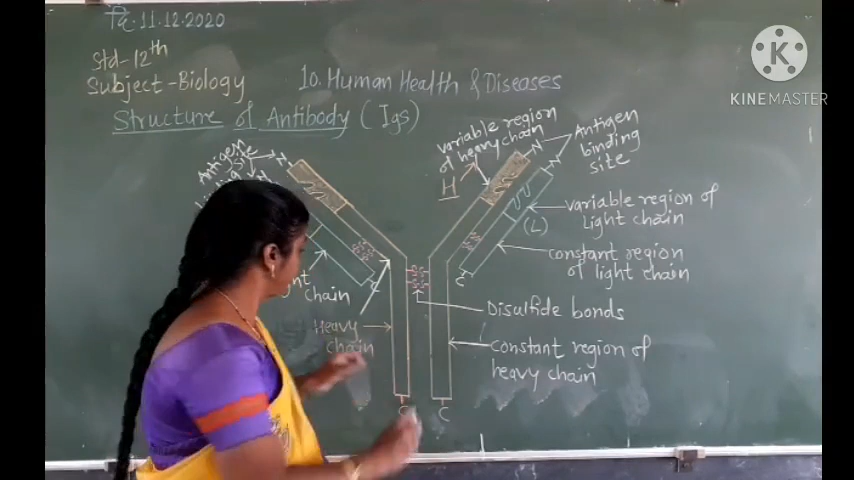 दि. 11.12.2020
Std-12th
Subject-Biology
10. Human Health & Diseases
Structure of Antibody (Igs)
Antigen
site
N
H
variable region
of heavy chain
H
N
N
Antigen
binding
site
variable region of
Light chain
(L)
constant region
of light chain
C
C
chain
Heavy
chain
Disulfide bonds
constant region of
heavy chain
C
C
K
KINEMASTER